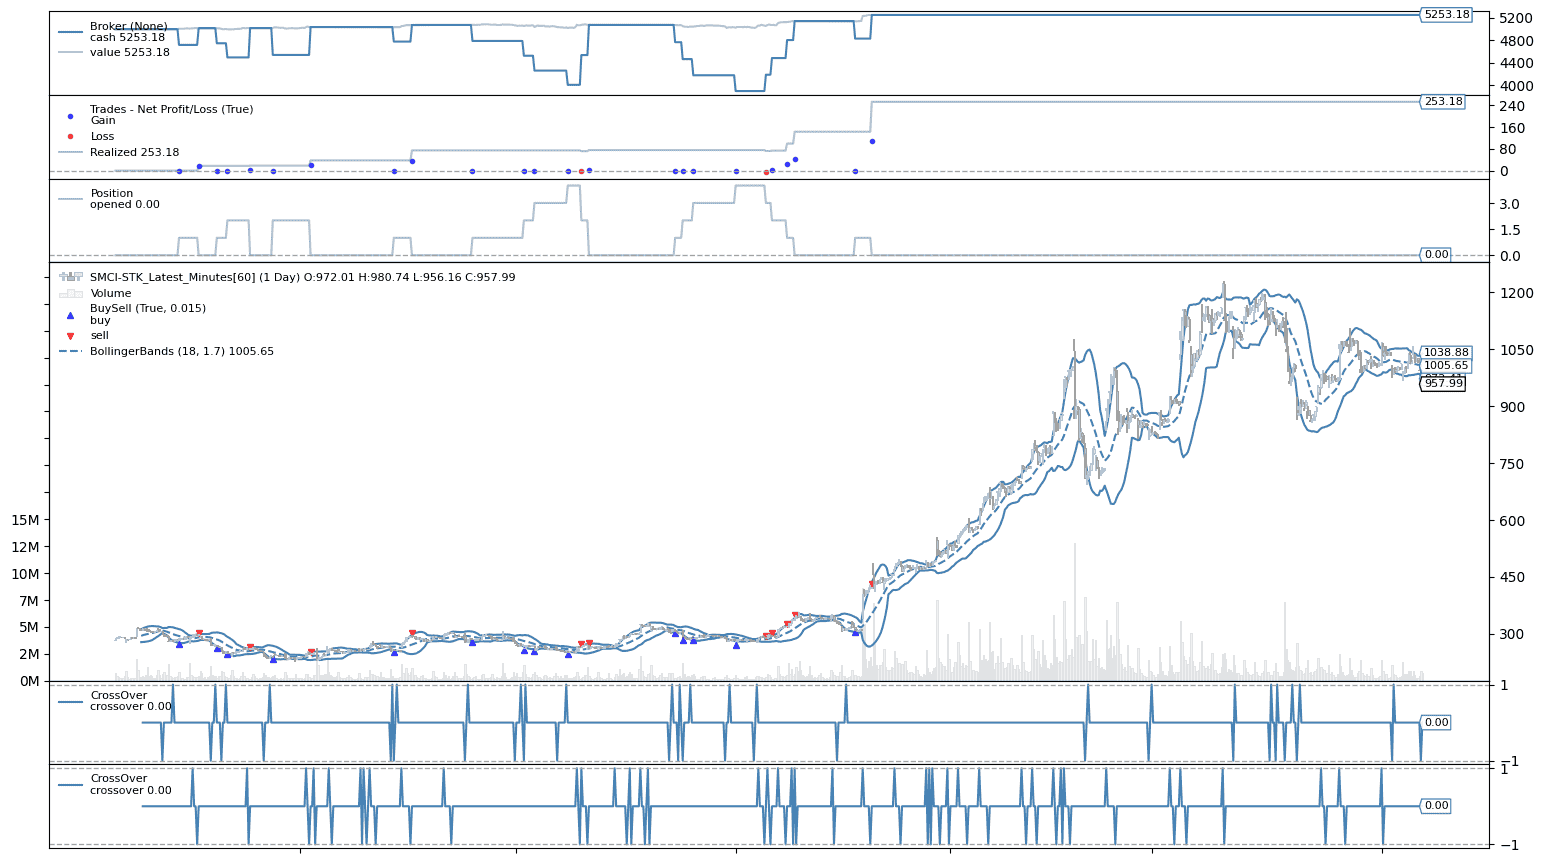 Broker (None)
cash 5253.18
value 5253.18
5253.18
5200
4800
4400
4000
Trades - Net Profit/Loss (True)
Gain
Loss
Realized 253.18
253.18
240
160
80
0
Position
opened 0.00
3.0
1.5
0.00
0.0
SMCI-STK_Latest_Minutes[60] (1 Day) O:972.01 H:980.74 L:956.16 C:957.99
Volume
BuySell (True, 0.015)
buy
sell
BollingerBands (18, 1.7) 1005.65
1200
1050
1038.88
1005.65
957.99
900
750
600
450
300
15M
12M
10M
7M
5M
2M
0M
CrossOver
crossover 0.00
1
0.00
−1
CrossOver
crossover 0.00
1
0.00
−1